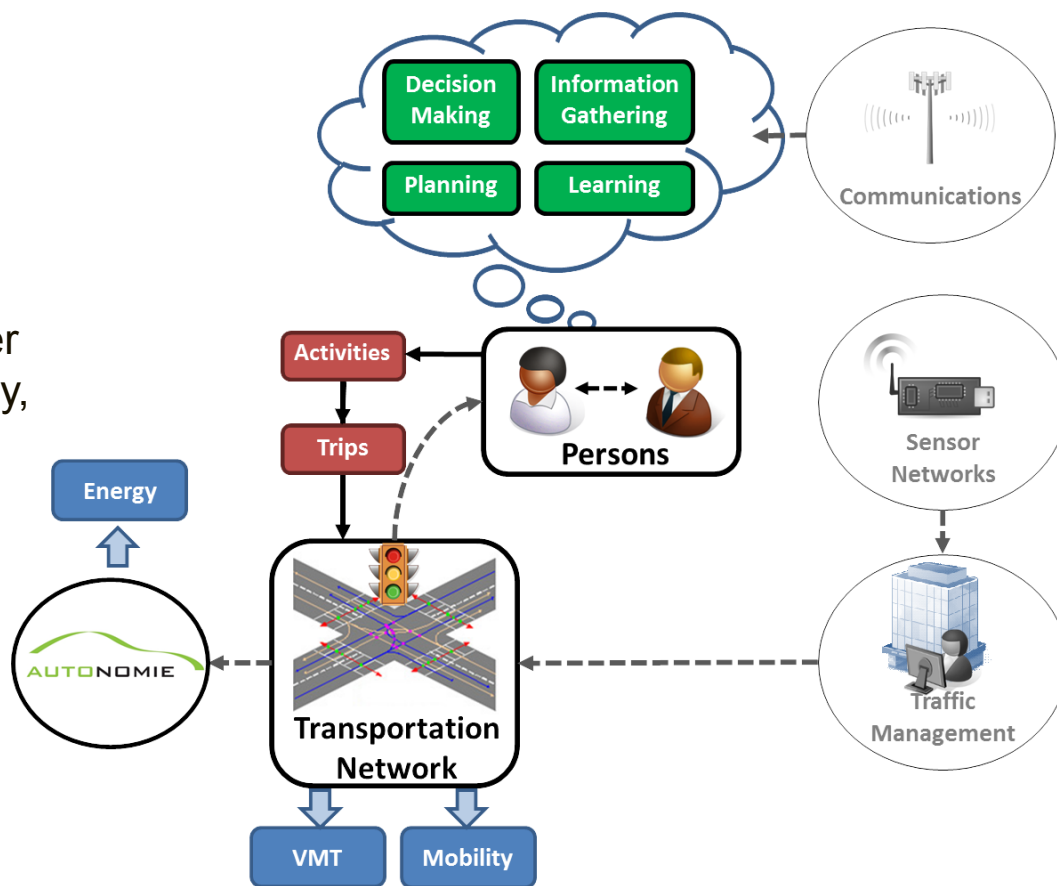 Decision
Making
Information
Gathering
Planning
Learning
Communications
er
y,
Activities
Trips
Persons
Sensor
Networks
Energy
AUTONOMIE
Transportation
Network
Traffic
Management
VMT
Mobility